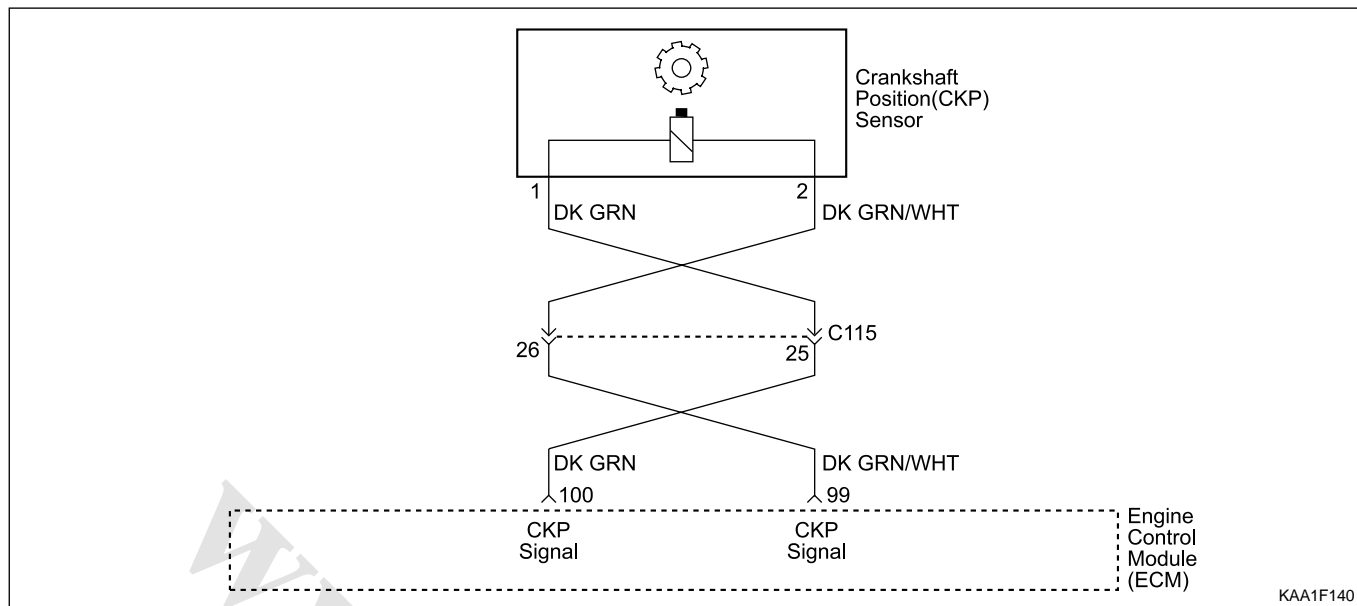 Crankshaft
Position(CKP)
Sensor
1
2
DK GRN
DK GRN/WHT
C115
26
25
DK GRN
DK GRN/WHT
100
99
CKP
Signal
CKP
Signal
Engine
Control
Module
(ECM)
KAA1F140